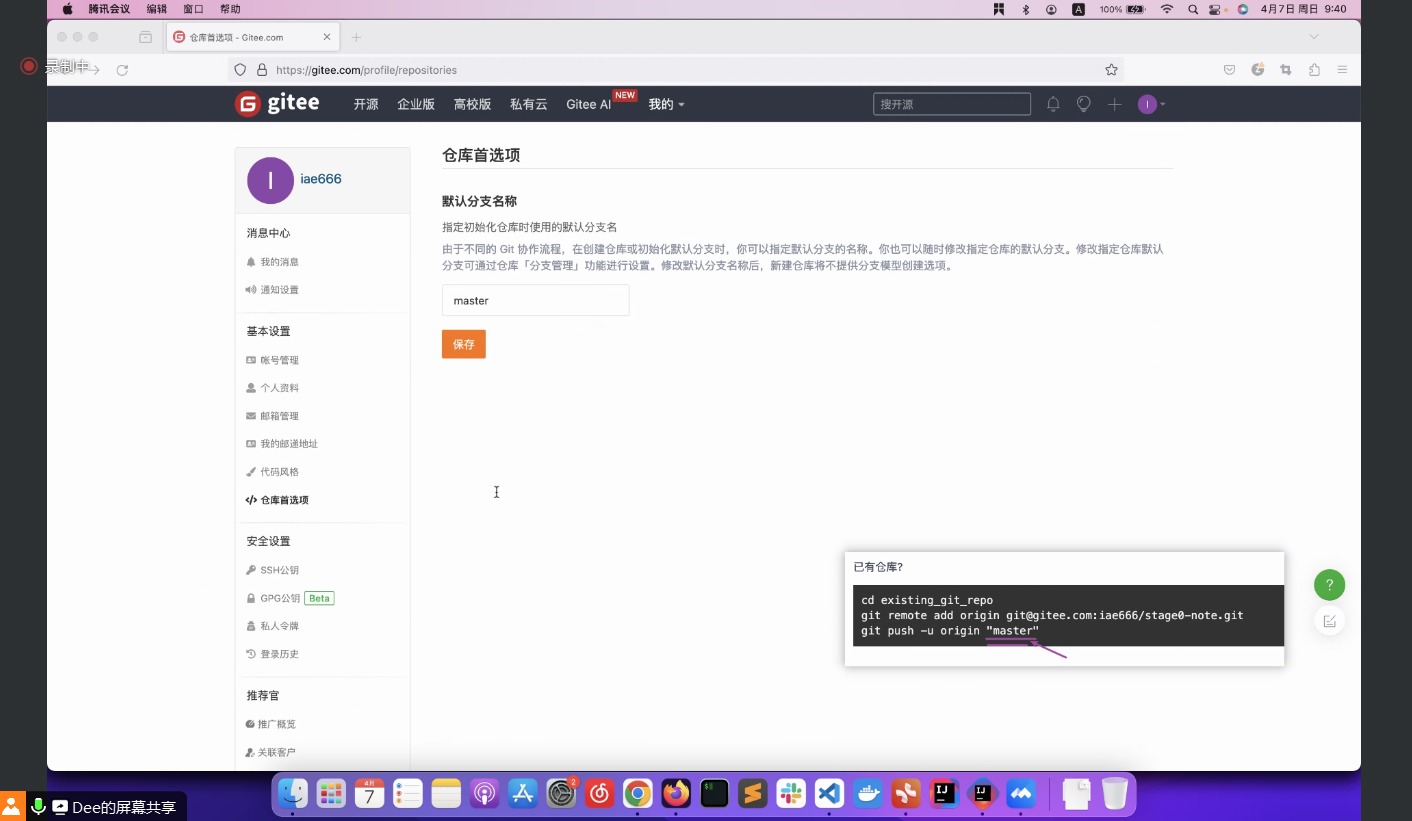 腾讯会议 编辑 窗口 帮助
A 100% 4月7日 周日 9:40
仓库首选项 - Gitee.com
录制中
https://gitee.com/profile/repositories
gitee 开源 企业版 高校版 私有云 Gitee AI NEW 我的 搜开源 I
I iae666
消息中心
我的消息
通知设置
基本设置
帐号管理
个人资料
邮箱管理
我的邮递地址
代码风格
仓库首选项
安全设置
SSH公钥
GPG公钥 Beta
私人令牌
登录历史
推荐官
推广概览
关联客户
仓库首选项
默认分支名称
指定初始化仓库时使用的默认分支名
由于不同的 Git 协作流程，在创建仓库或初始化默认分支时，你可以指定默认分支的名称。你也可以随时修改指定仓库的默认分支。修改指定仓库默认
分支可通过仓库「分支管理」功能进行设置。修改默认分支名称后，新建仓库将不提供分支模型创建选项。
master
保存
已有仓库?
cd existing_git_repo
git remote add origin git@gitee.com:iae666/stage0-note.git
git push -u origin "master"
?
4月
7
2
IJ
IJ
Dee的屏幕共享